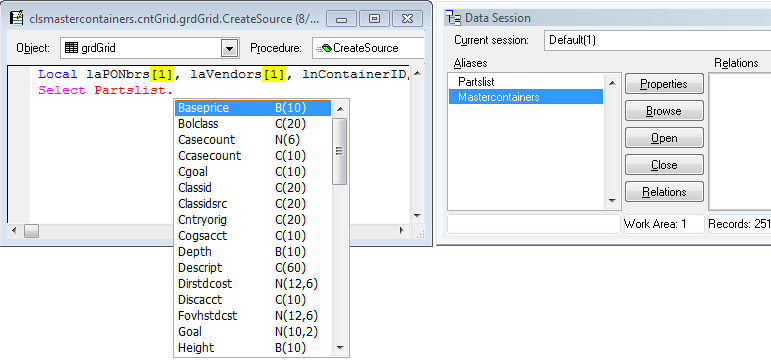 clsmastercontainers.cntGrid.grdGrid.CreateSource (8/...
Object: grdGrid Procedure: CreateSource
Local laPONbrs[1], laVendors[1], lnContainerID,
Select Partslist.
Baseprice B(10)
Bolclass C(20)
Casecount N(6)
Ccasecount C(10)
Cgoal C(10)
Classid C(20)
Classidsrc C(20)
Cntryorig C(20)
Cogsacct C(10)
Depth B(10)
Descript C(60)
Dirstdcost N(12,6)
Discacct C(10)
Fovhstdcst N(12,6)
Goal N(10,2)
Height B(10)
Data Session
Current session: Default(1)
Aliases Relations
Partslist
Mastercontainers
Properties
Browse
Open
Close
Relations
Work Area: 1 Records: 251